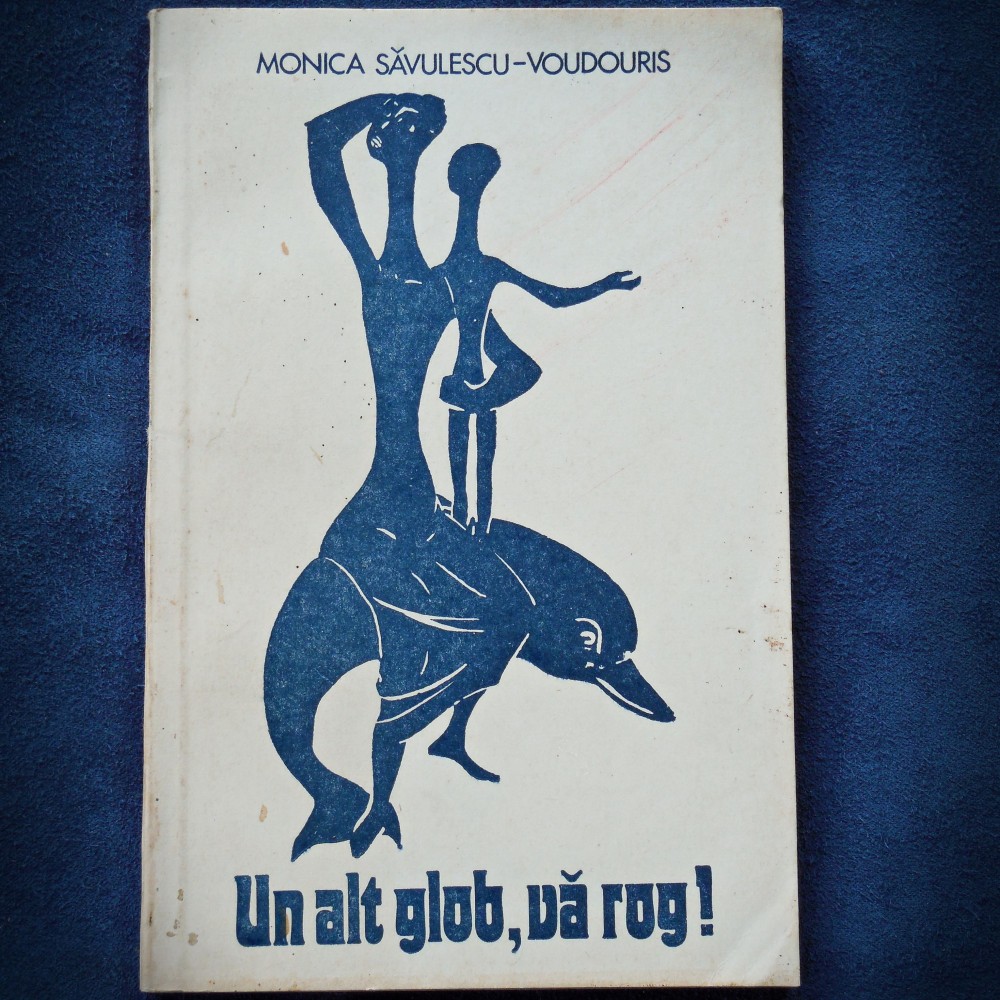 MONICA SĂVULESCU-VOUDOURIS
Un alt glob, vă rog!